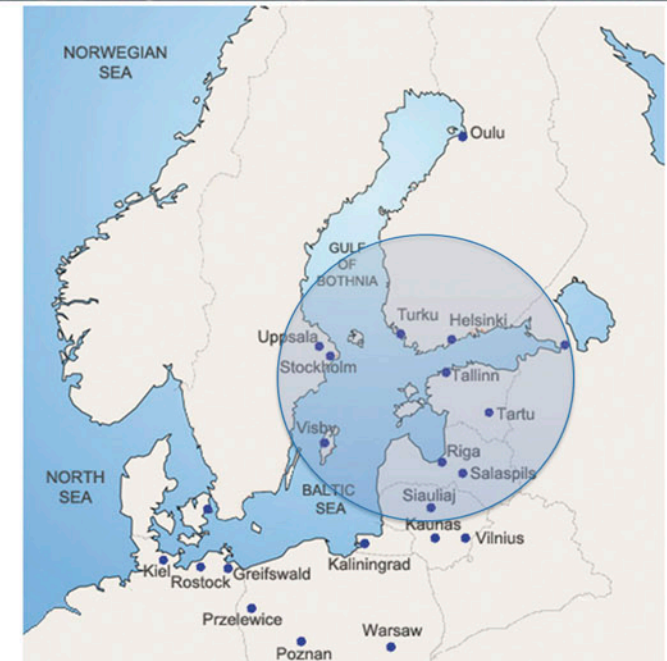 NORWEGIAN
SEA
Oulu
GULF
OF
BOTHNIA
Turku
Helsinki
Uppsala
Stockholm
Tallinn
Tartu
Visby
Riga
Salaspils
NORTH
SEA
BALTIC
SEA
Siauliaj
Kaunas
Vilnius
Kaliningrad
Kiel
Rostock
Greifswald
Przelewice
Warsaw
Poznan